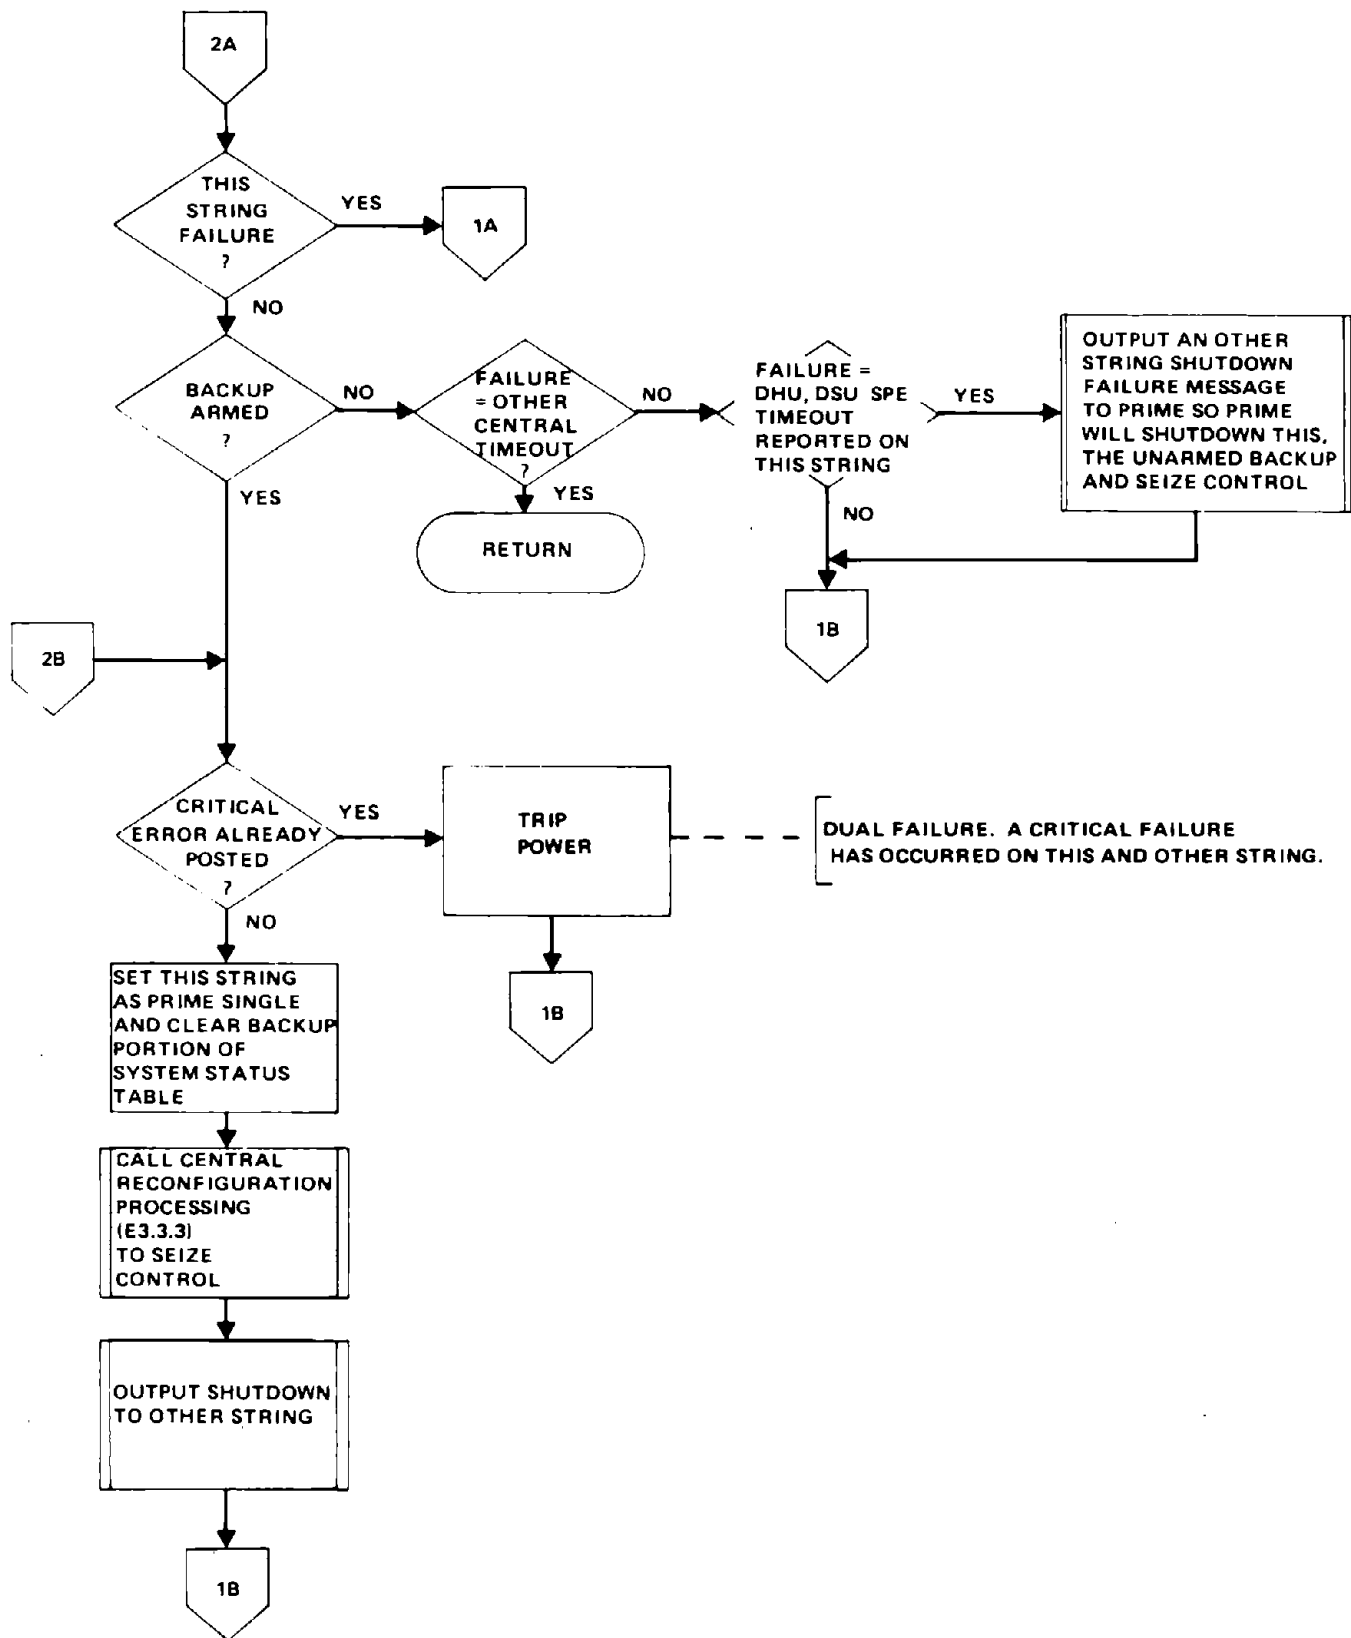 2A
THIS
STRING
FAILURE
?
YES
1A
NO
BACKUP
ARMED
?
NO
FAILURE
= OTHER
CENTRAL
TIMEOUT
?
NO
FAILURE =
DHU, DSU SPE
TIMEOUT
REPORTED ON
THIS STRING
YES
OUTPUT AN OTHER
STRING SHUTDOWN
FAILURE MESSAGE
TO PRIME SO PRIME
WILL SHUTDOWN THIS,
THE UNARMED BACKUP
AND SEIZE CONTROL
YES
YES
RETURN
NO
1B
2B
CRITICAL
ERROR ALREADY
POSTED
?
YES
TRIP
POWER
DUAL FAILURE. A CRITICAL FAILURE
HAS OCCURRED ON THIS AND OTHER STRING.
NO
1B
SET THIS STRING
AS PRIME SINGLE
AND CLEAR BACKUP
PORTION OF
SYSTEM STATUS
TABLE
CALL CENTRAL
RECONFIGURATION
PROCESSING
(E3.3.3)
TO SEIZE
CONTROL
OUTPUT SHUTDOWN
TO OTHER STRING
1B